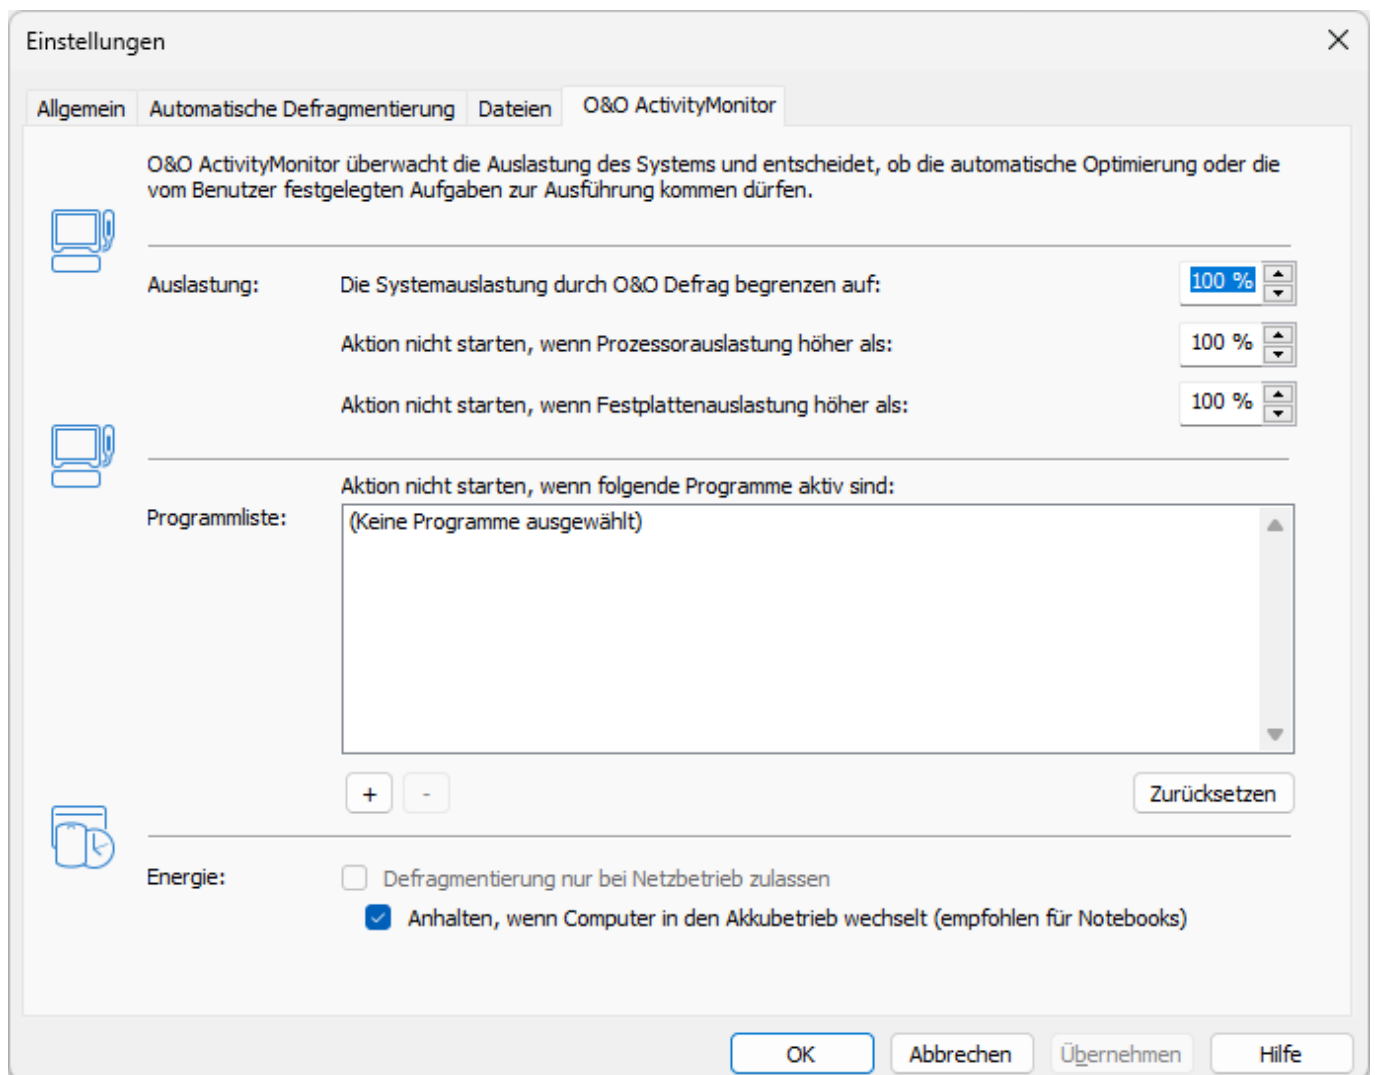 Einstellungen
Allgemein Automatische Defragmentierung Dateien O&O ActivityMonitor
O&O ActivityMonitor überwacht die Auslastung des Systems und entscheidet, ob die automatische Optimierung oder die
vom Benutzer festgelegten Aufgaben zur Ausführung kommen dürfen.
Auslastung: Die Systemauslastung durch O&O Defrag begrenzen auf: 100 %
Aktion nicht starten, wenn Prozessorauslastung höher als: 100 %
Aktion nicht starten, wenn Festplattenauslastung höher als: 100 %
Aktion nicht starten, wenn folgende Programme aktiv sind:
Programmliste: (Keine Programme ausgewählt)
+ - Zurücksetzen
Energie: Defragmentierung nur bei Netzbetrieb zulassen
Anhalten, wenn Computer in den Akkubetrieb wechselt (empfohlen für Notebooks)
OK Abbrechen Übernehmen Hilfe